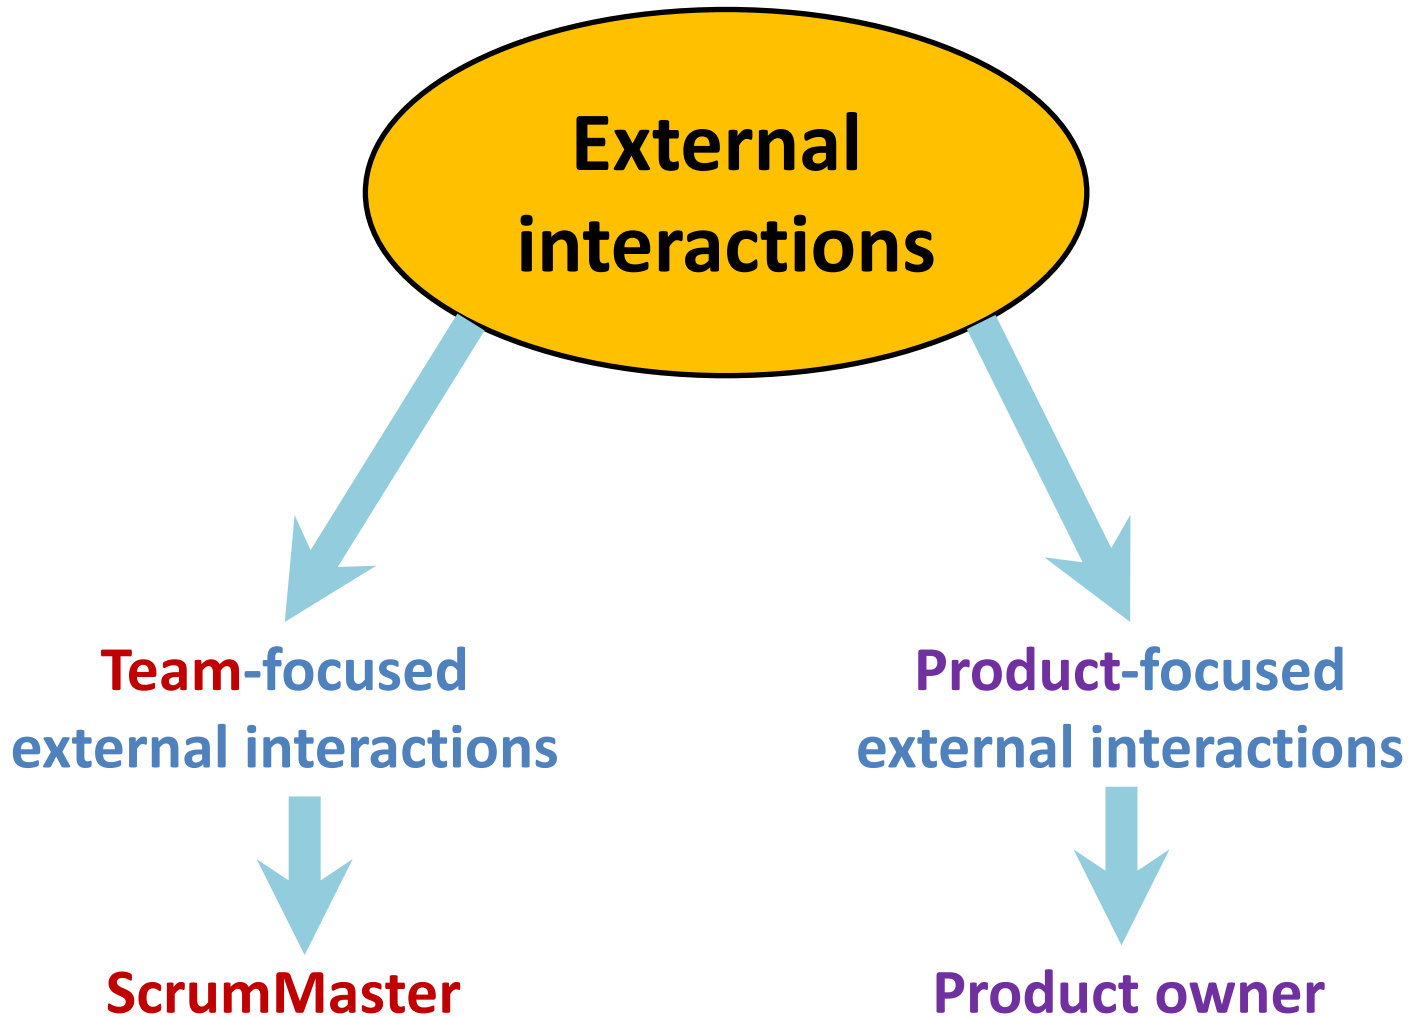 External
interactions
Team-focused
external interactions
Product-focused
external interactions
ScrumMaster
Product owner